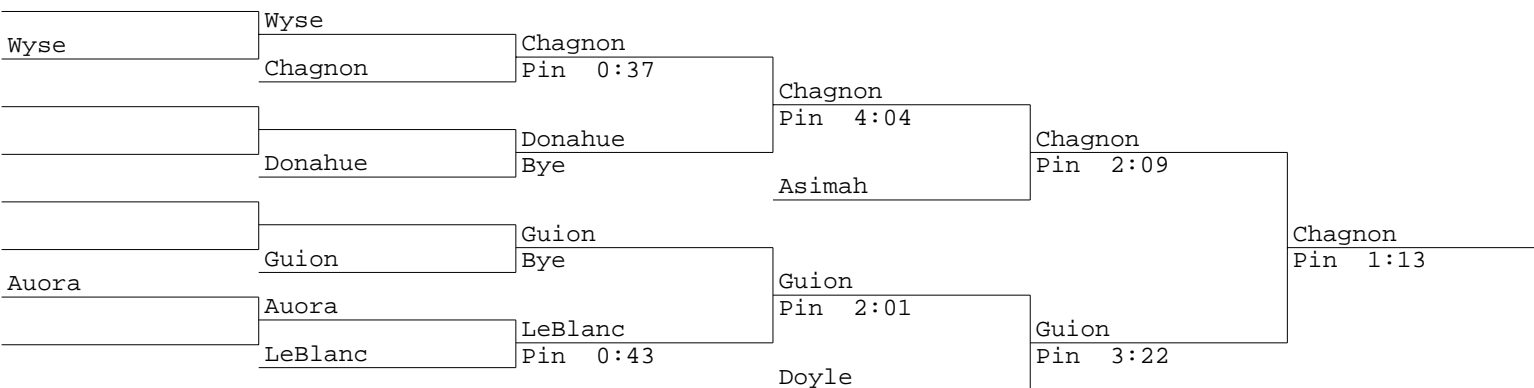 Wyse
Wyse
Chagnon
Chagnon
Pin 0:37
Chagnon
Pin 4:04
Donahue
Donahue
Bye
Chagnon
Pin 2:09
Asimah
Guion
Guion
Bye
Chagnon
Pin 1:13
Auora
Auora
Guion
Pin 2:01
LeBlanc
LeBlanc
Pin 0:43
Guion
Pin 3:22
Doyle